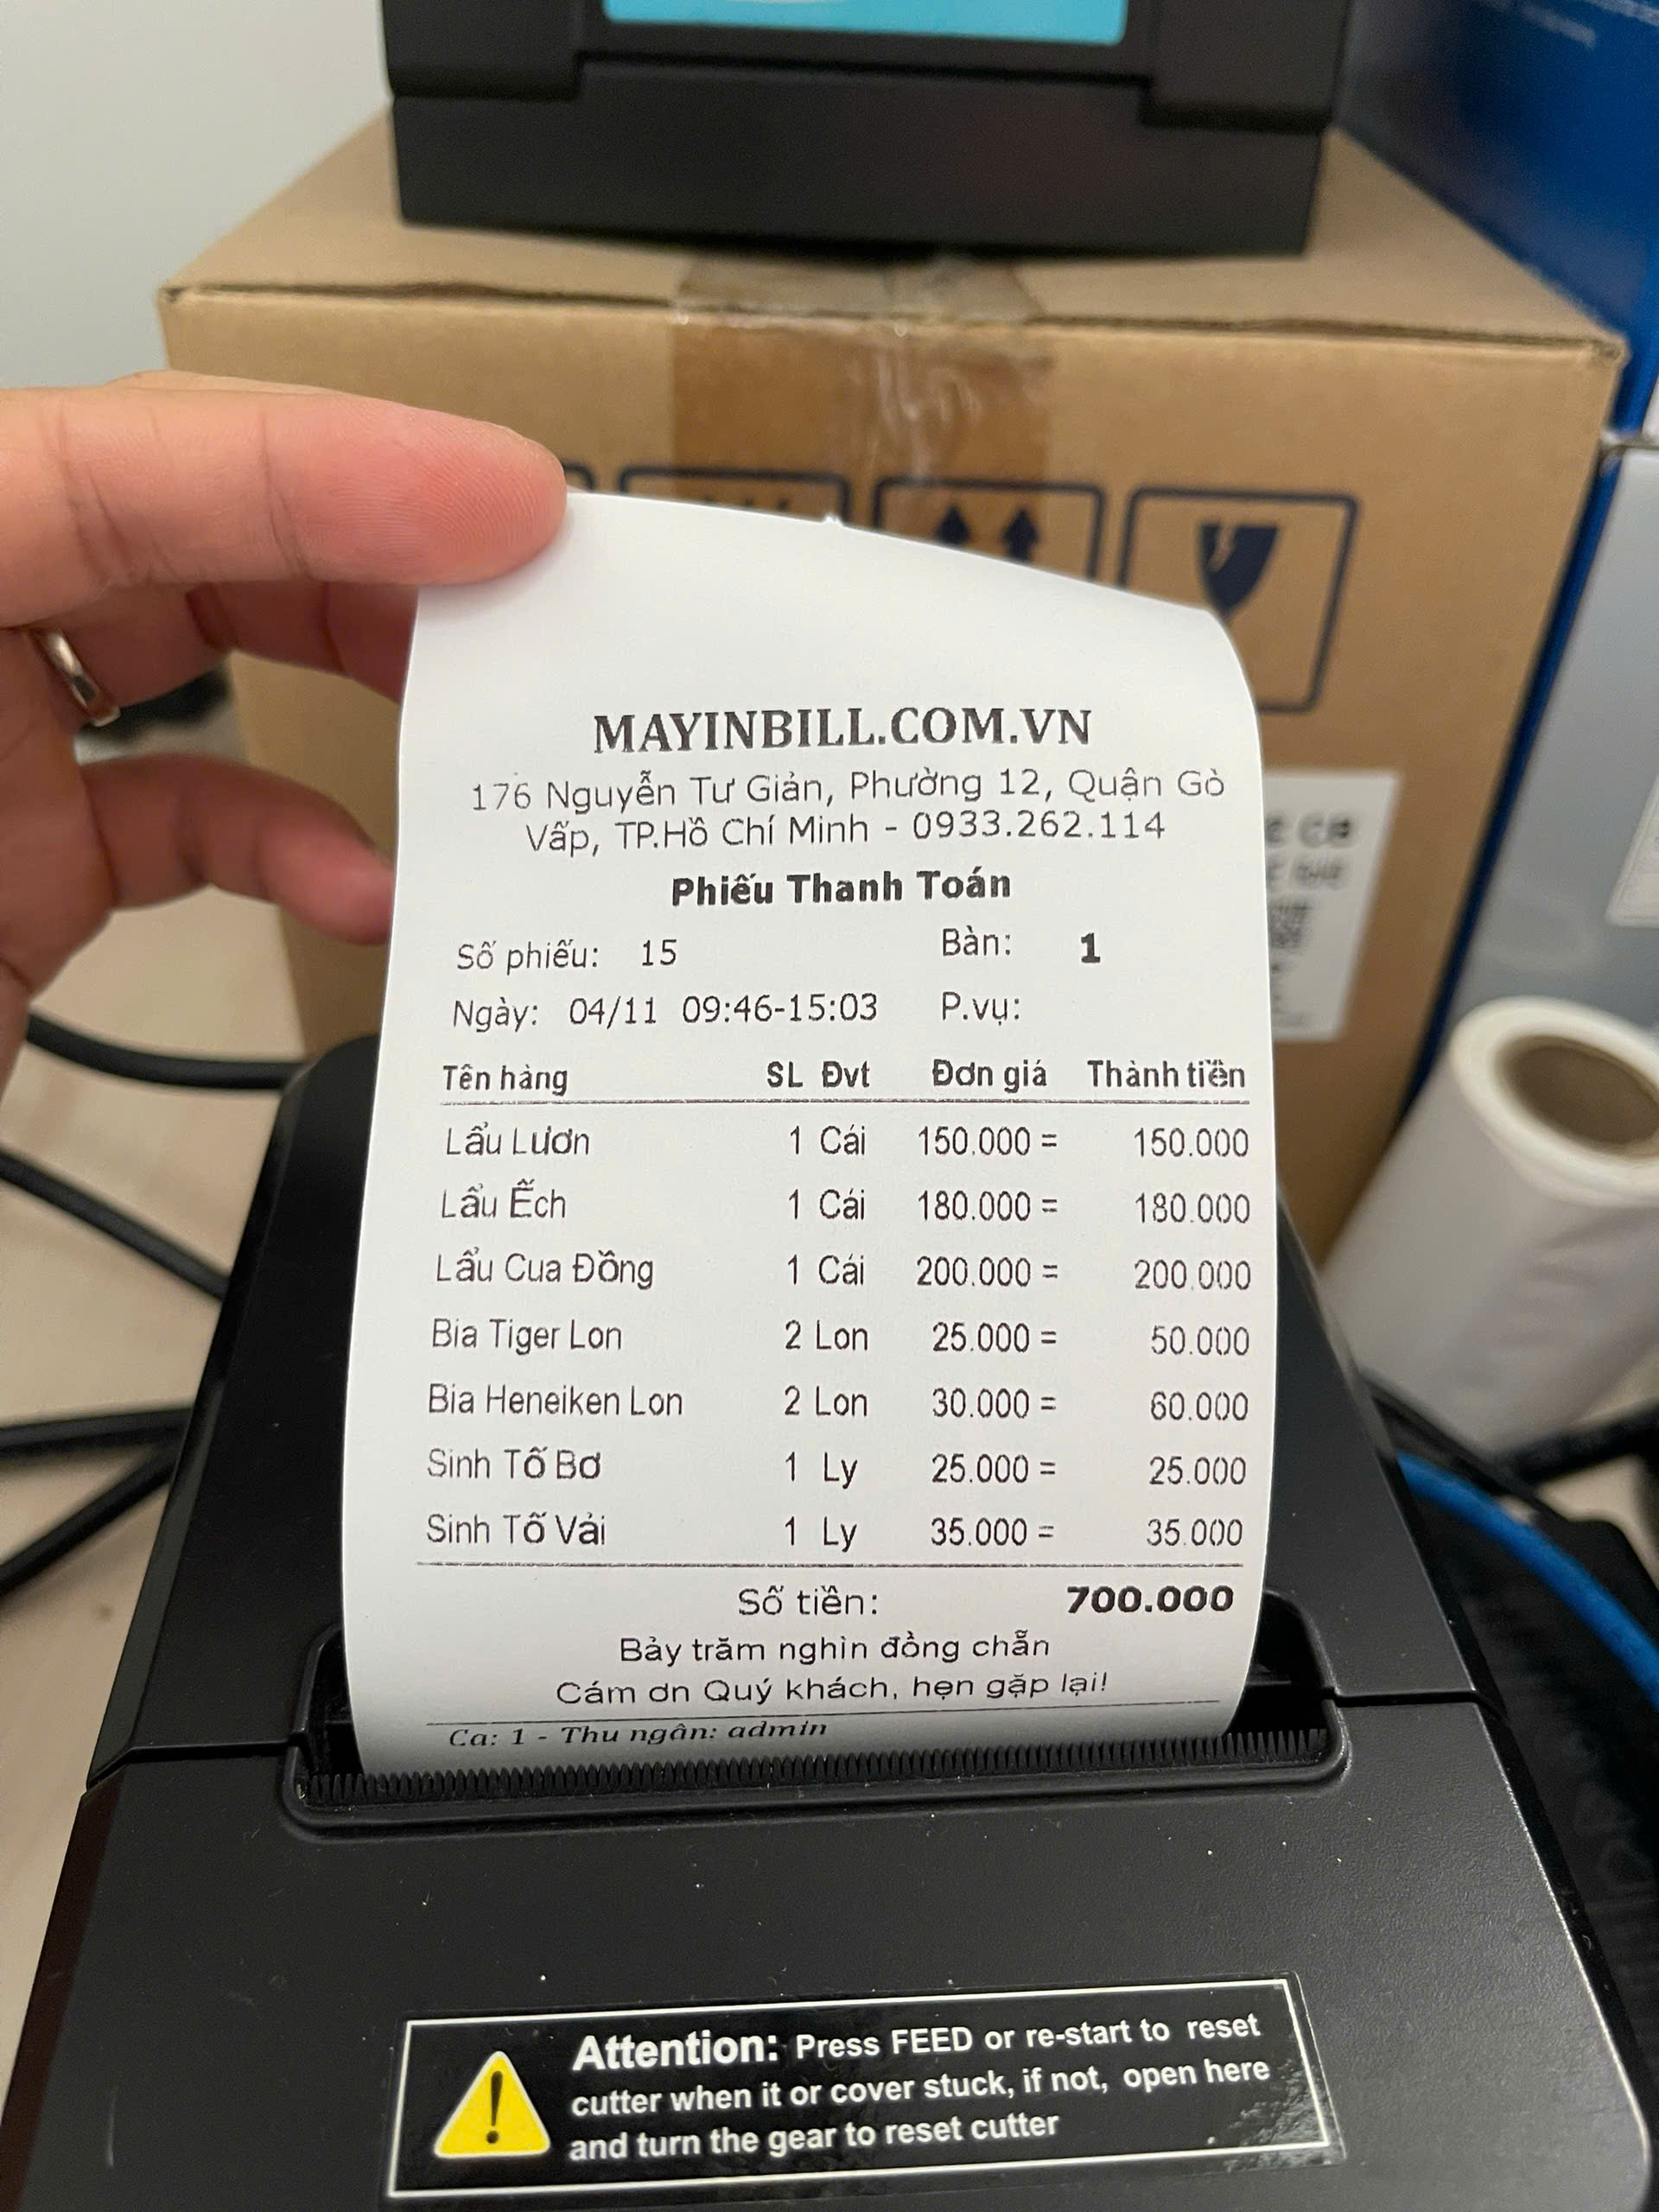 MAYINBILL.COM.VN
176 Nguyễn Tư Giản, Phường 12, Quận Gò
Vấp, TP.Hồ Chí Minh - 0933.262.114
Phiếu Thanh Toán
Số phiếu: 15 Bàn: 1
Ngày: 04/11 09:46-15:03 P.vụ:
Tên hàng SL Đvt Đơn giá Thành tiền
Lẩu Lươn 1 Cái 150.000 = 150.000
Lẩu Ếch 1 Cái 180.000 = 180.000
Lẩu Cua Đồng 1 Cái 200.000 = 200.000
Bia Tiger Lon 2 Lon 25.000 = 50.000
Bia Heneiken Lon 2 Lon 30.000 = 60.000
Sinh Tố Bơ 1 Ly 25.000 = 25.000
Sinh Tố Vải 1 Ly 35.000 = 35.000
Số tiền: 700.000
Bảy trăm nghìn đồng chẵn
Cám ơn Quý khách, hẹn gặp lại!
Ca: 1 - Thu ngân: admin
Attention: Press FEED or re-start to reset
cutter when it or cover stuck, if not, open here
and turn the gear to reset cutter